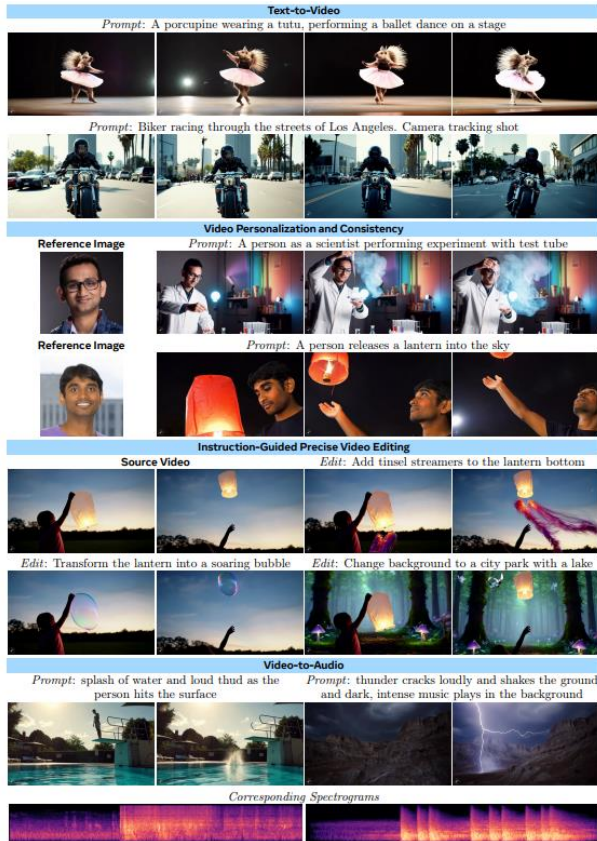 Text-to-Video
Prompt: A porcupine wearing a tutu, performing a ballet dance on a stage
Prompt: Biker racing through the streets of Los Angeles. Camera tracking shot
Video Personalization and Consistency
Reference Image
Prompt: A person as a scientist performing experiment with test tube
Reference Image
Prompt: A person releases a lantern into the sky
Instruction-Guided Precise Video Editing
Source Video
Edit: Add tinsel streamers to the lantern bottom
Edit: Transform the lantern into a soaring bubble
Edit: Change background to a city park with a lake
Video-to-Audio
Prompt: splash of water and loud thud as the
person hits the surface
Prompt: thunder cracks loudly and shakes the ground
and dark, intense music plays in the background
Corresponding Spectrograms